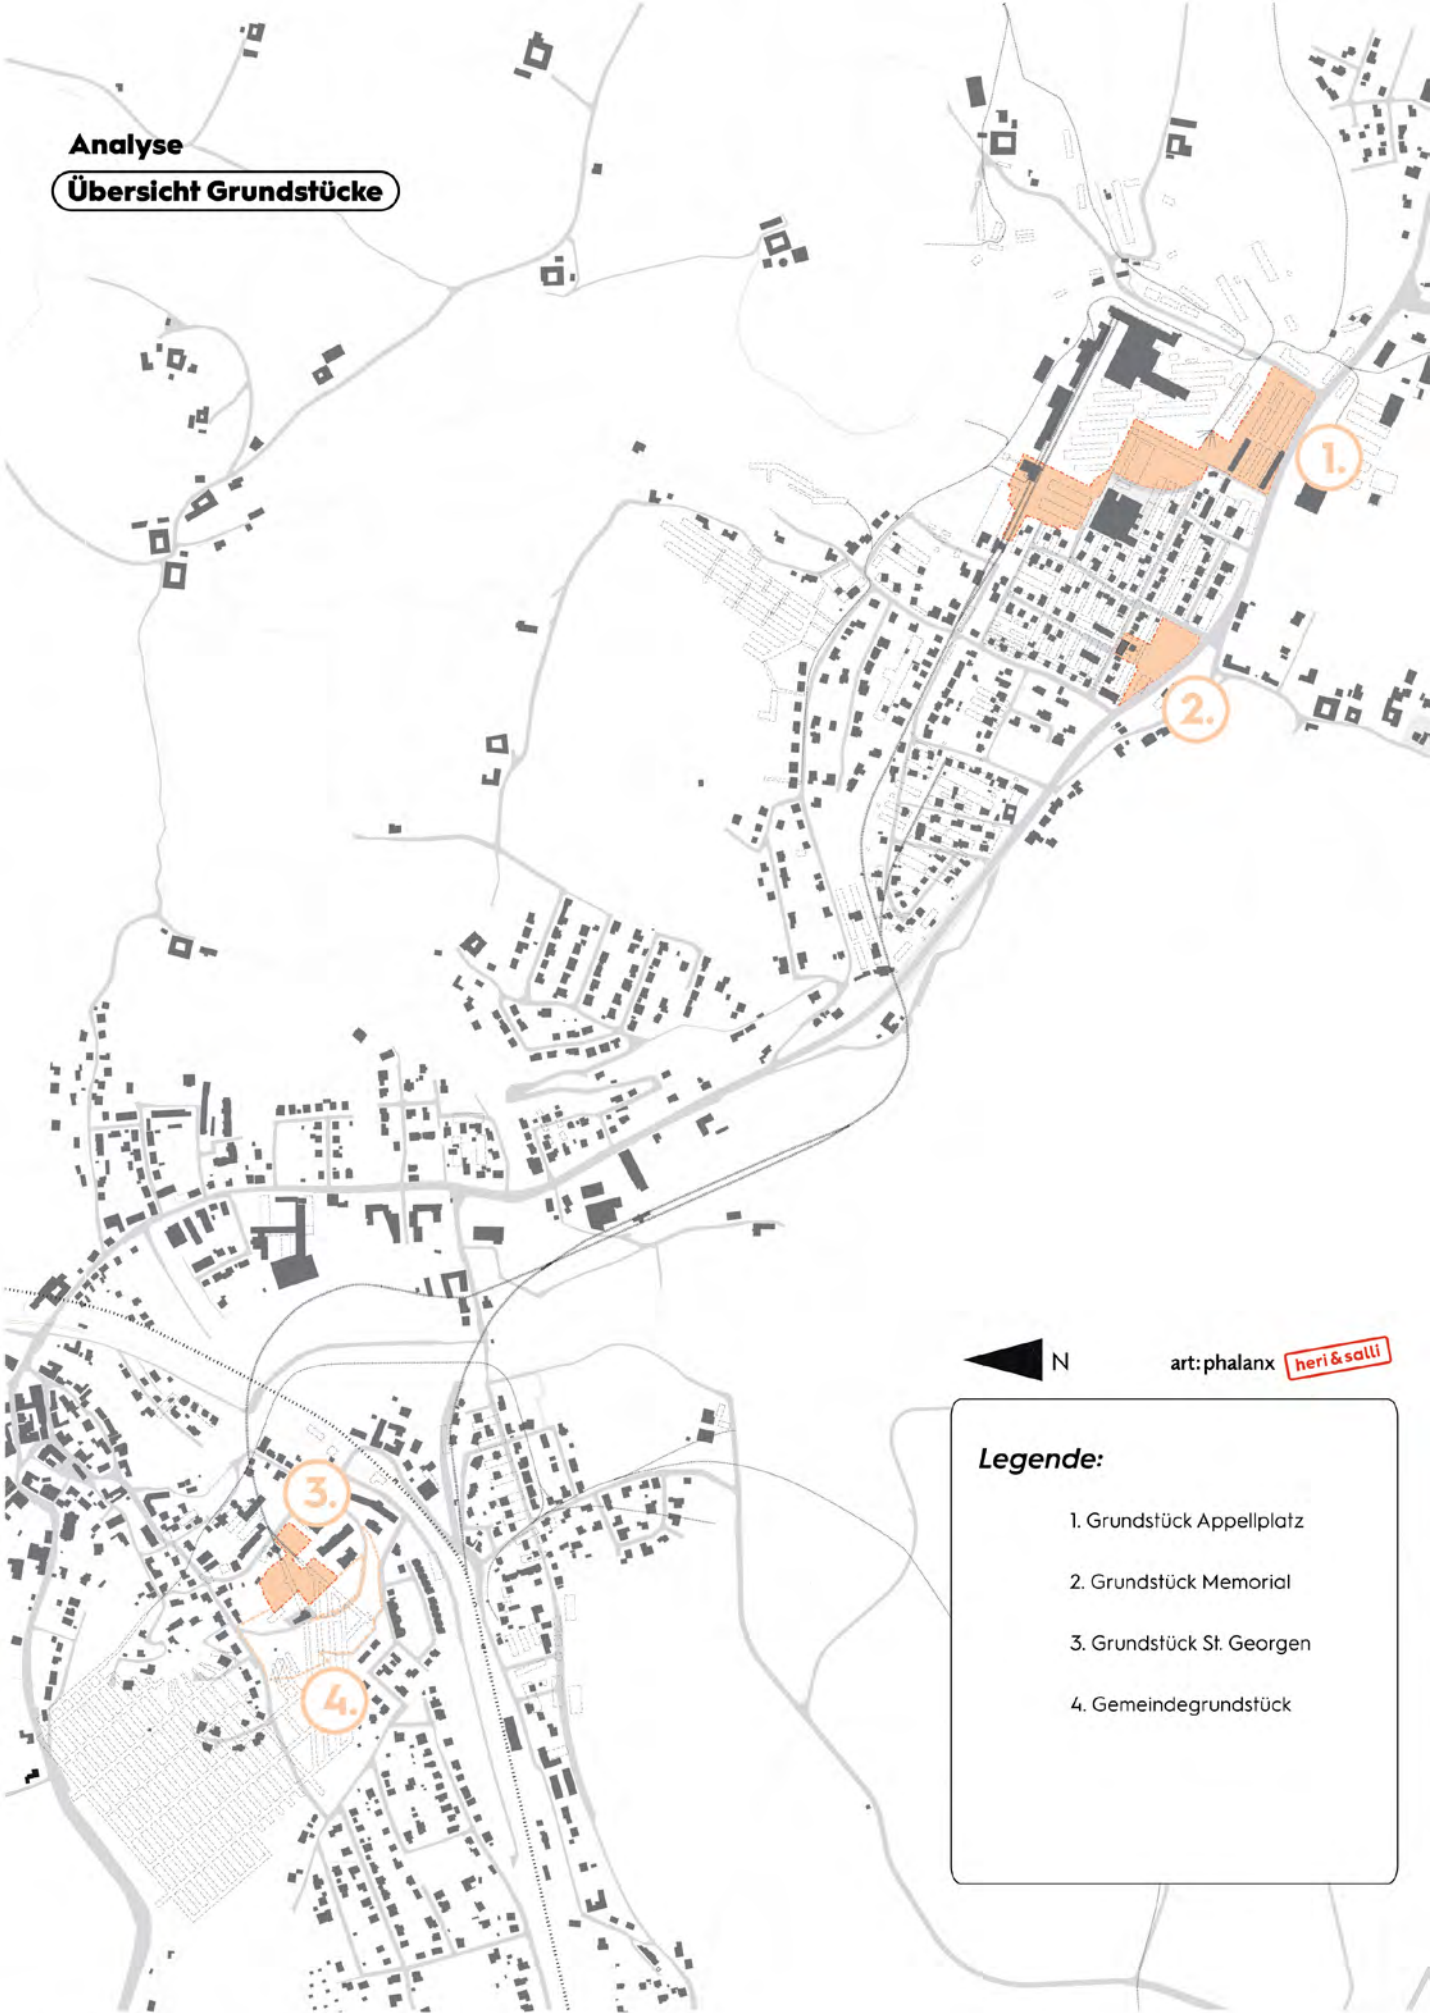 Analyse
Übersicht Grundstücke
1.
2.
3.
4.
N
art:phalanx
heri&salli
Legende:
1. Grundstück Appellplatz
2. Grundstück Memorial
3. Grundstück St. Georgen
4. Gemeindegrundstück